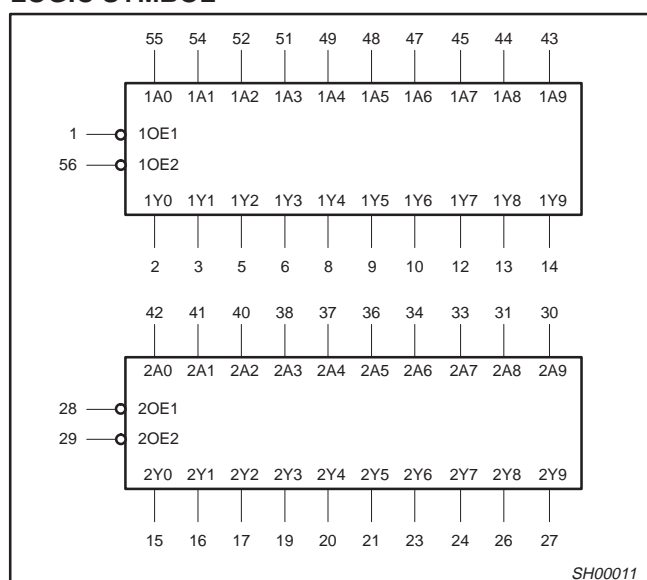 55 54 52 51 49 48 47 45 44 43
1A0 1A1 1A2 1A3 1A4 1A5 1A6 1A7 1A8 1A9
1 1OE1
56 1OE2
1Y0 1Y1 1Y2 1Y3 1Y4 1Y5 1Y6 1Y7 1Y8 1Y9
2 3 5 6 8 9 10 12 13 14
42 41 40 38 37 36 34 33 31 30
2A0 2A1 2A2 2A3 2A4 2A5 2A6 2A7 2A8 2A9
28 2OE1
29 2OE2
2Y0 2Y1 2Y2 2Y3 2Y4 2Y5 2Y6 2Y7 2Y8 2Y9
15 16 17 19 20 21 23 24 26 27
SH00011